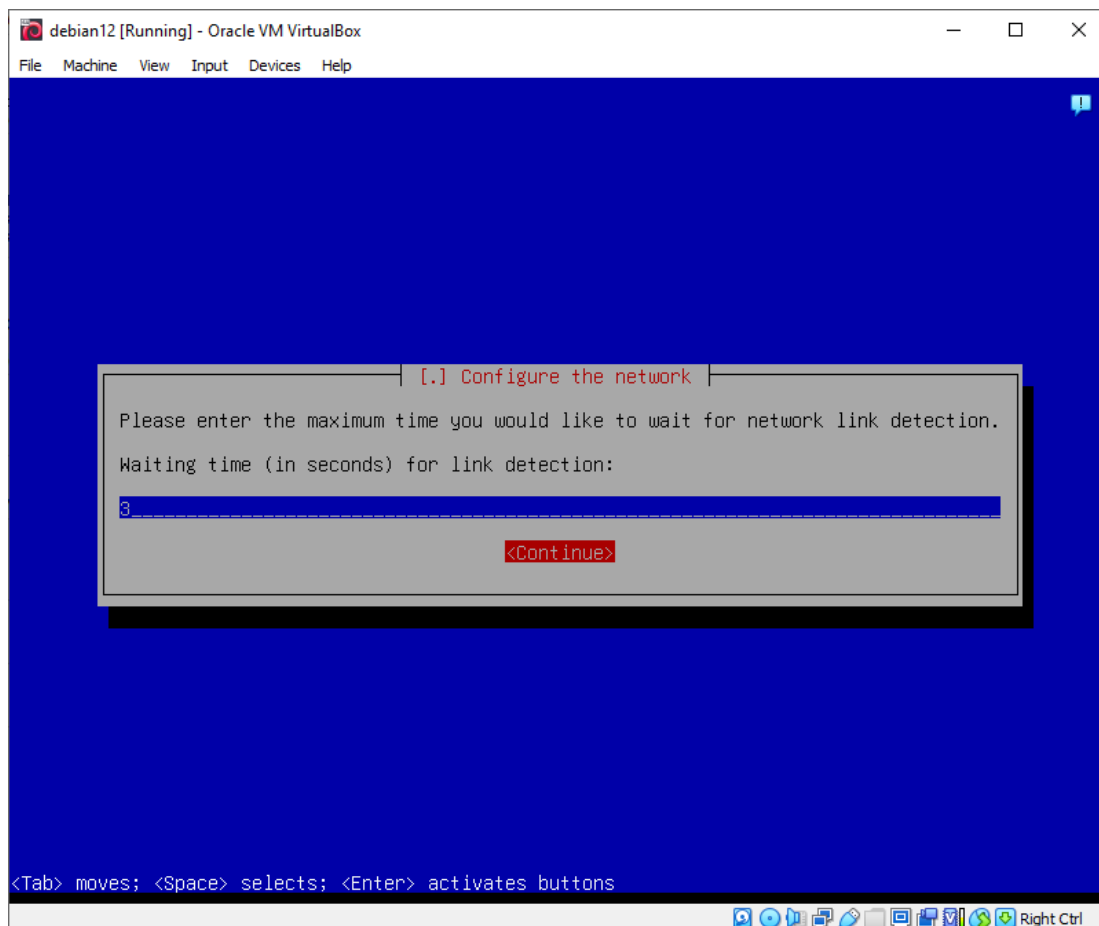 debian12 [Running] - Oracle VM VirtualBox
File Machine View Input Devices Help
[.] Configure the network
Please enter the maximum time you would like to wait for network link detection.
Waiting time (in seconds) for link detection:
3_______________________________________________________________________________
<Continue>
<Tab> moves; <Space> selects; <Enter> activates buttons
Right Ctrl